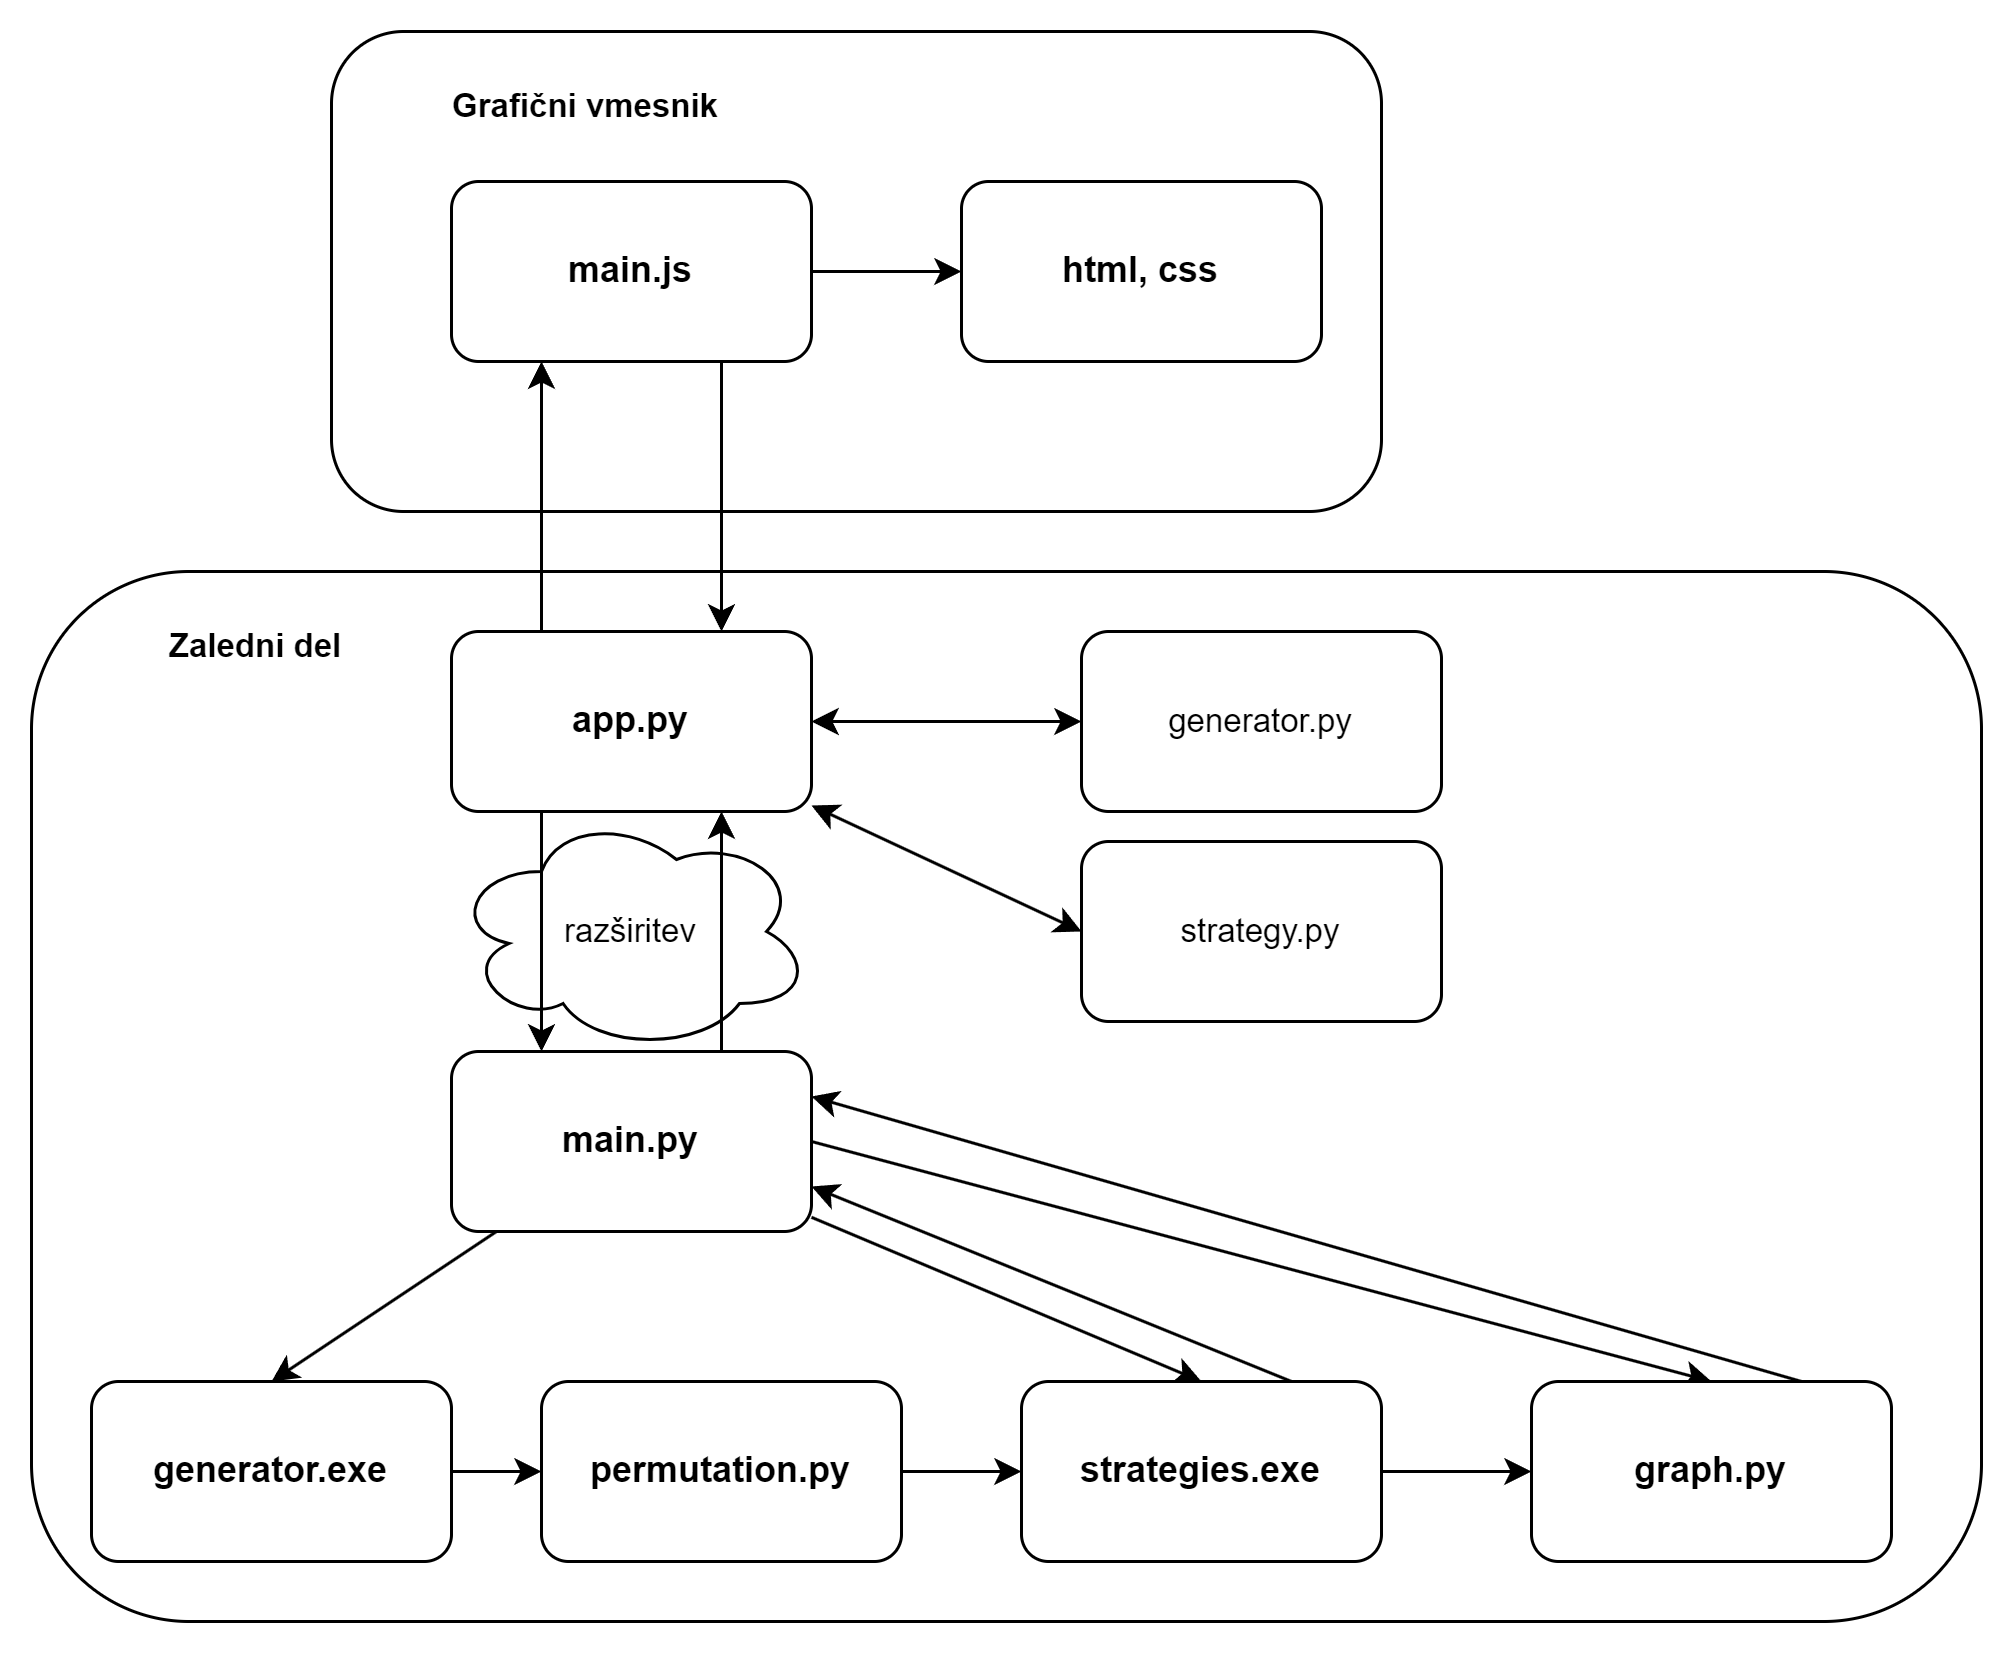 Grafični vmesnik
main.js
html, css
Zaledni del
app.py
generator.py
razširitev
strategy.py
main.py
generator.exe
permutation.py
strategies.exe
graph.py